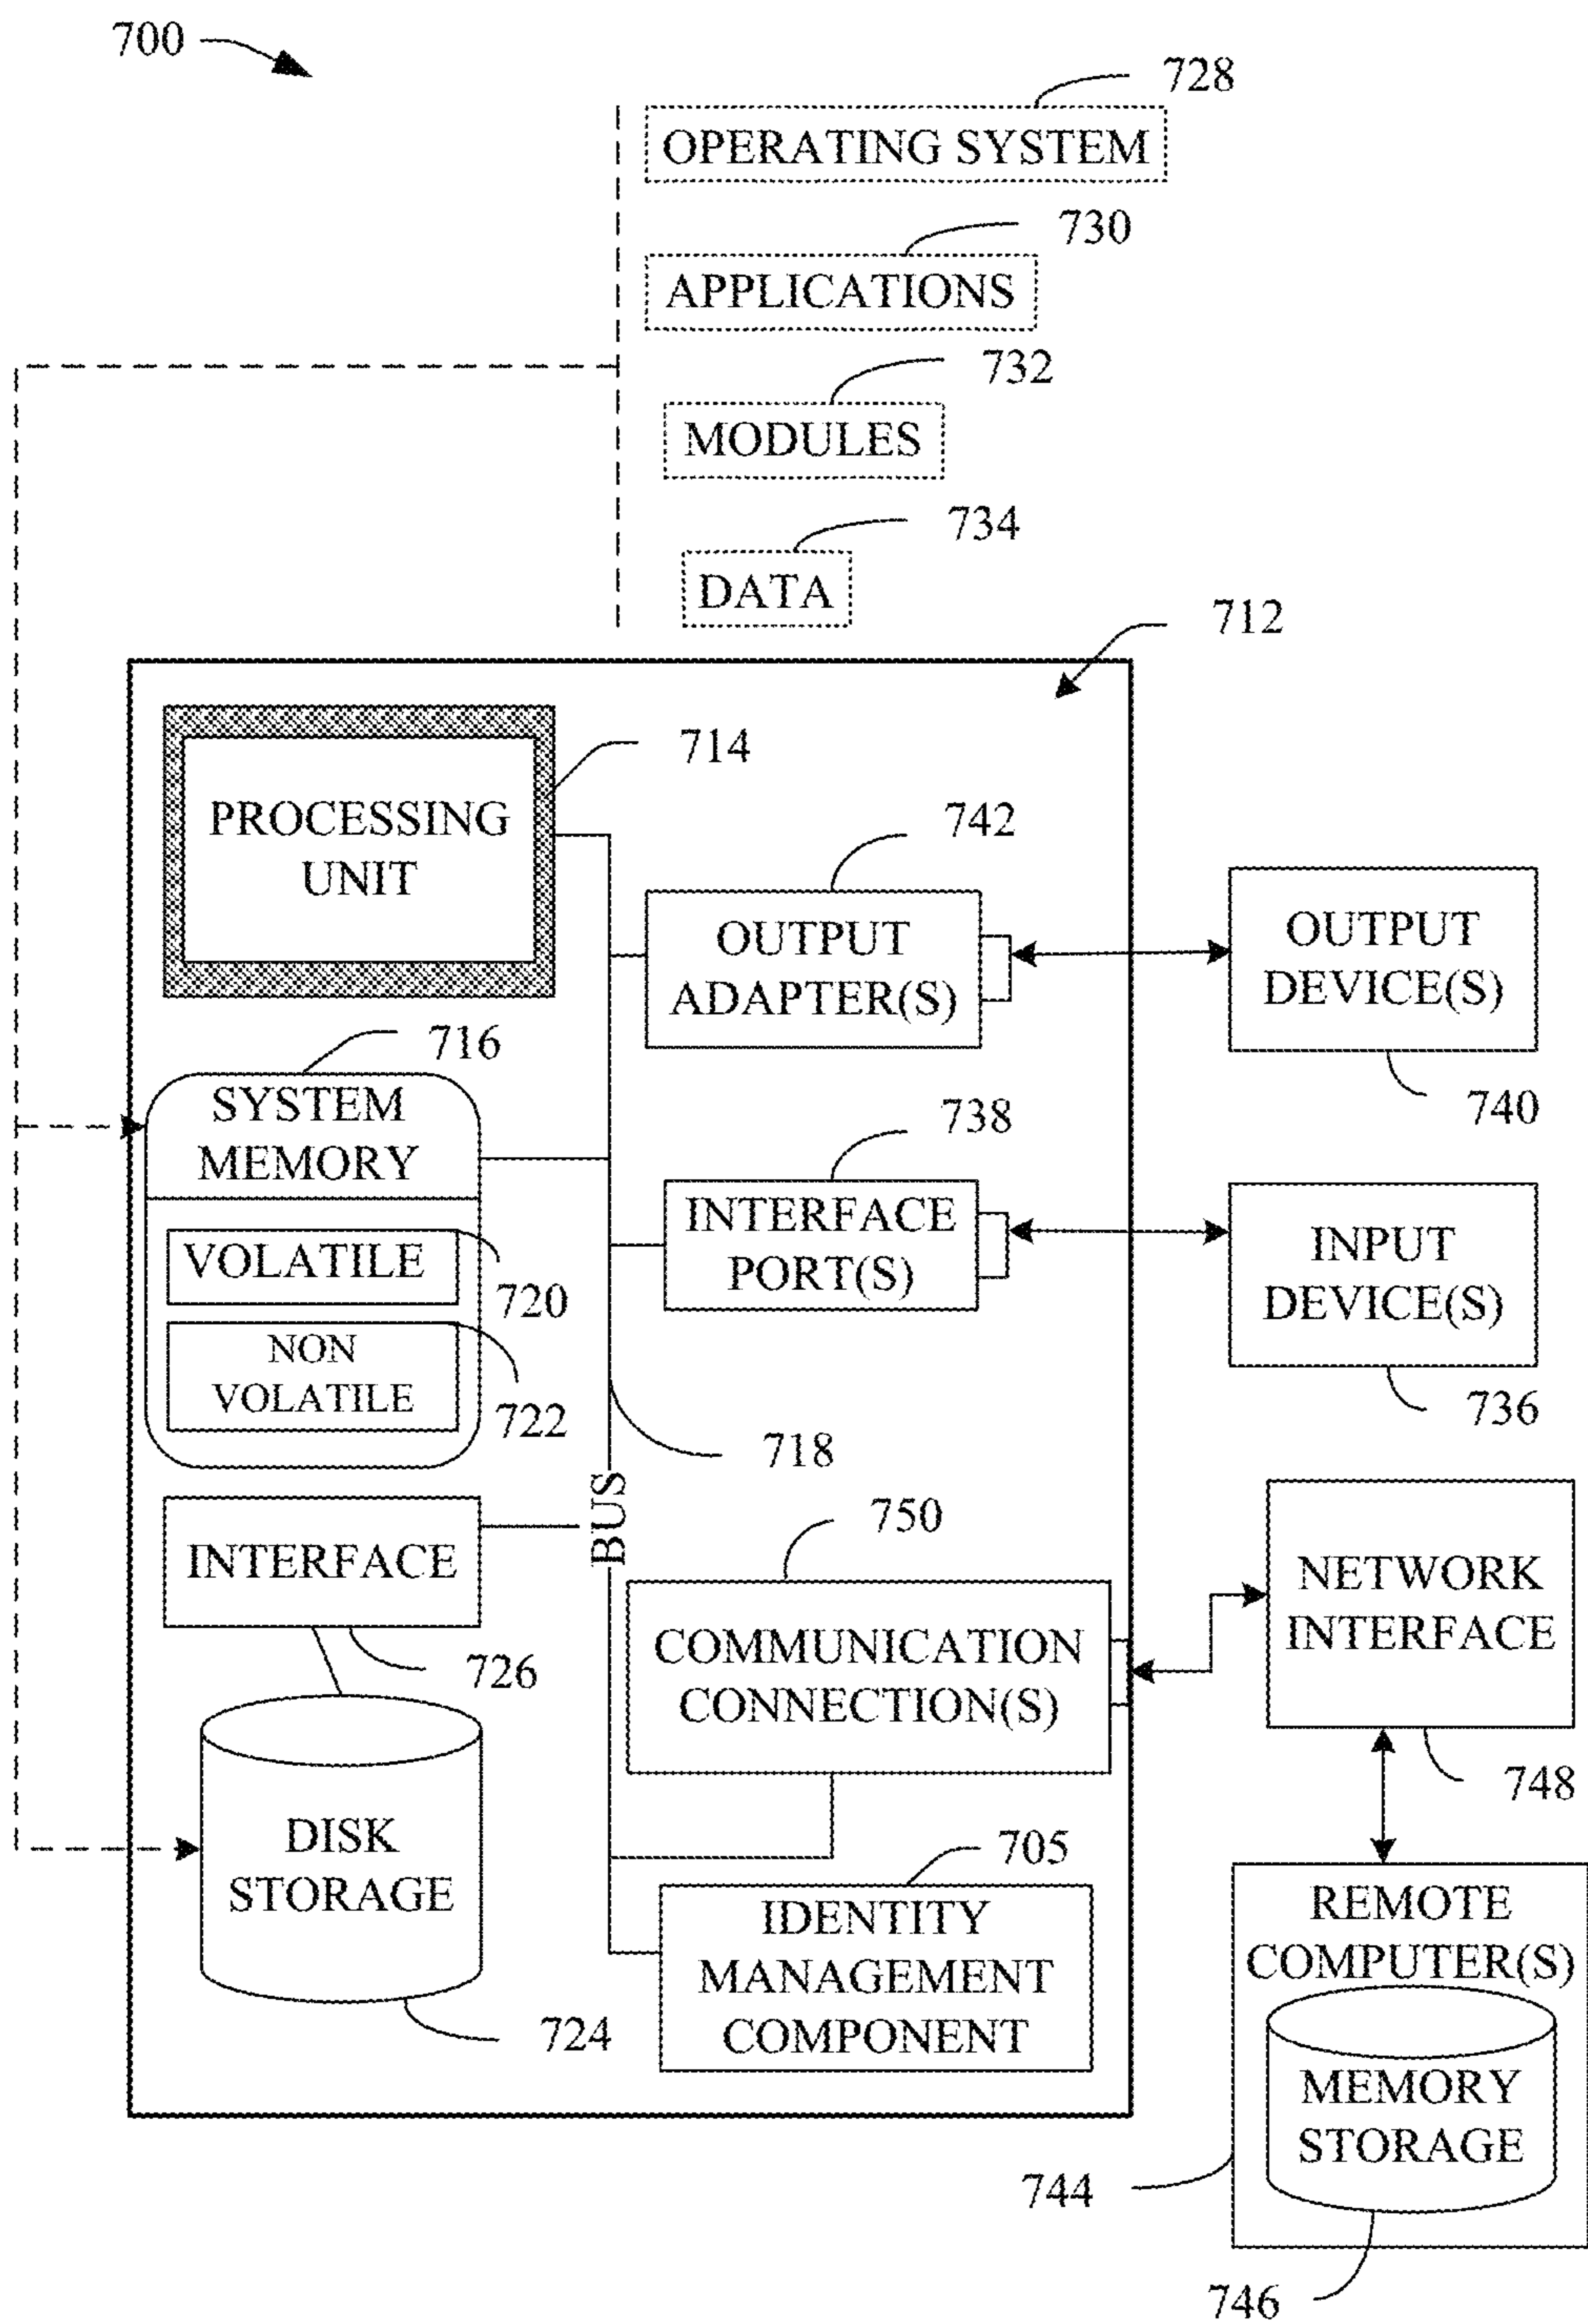 700
728
OPERATING SYSTEM
730
APPLICATIONS
732
MODULES
734
DATA
712
714
PROCESSING
UNIT
742
OUTPUT
ADAPTER(S)
OUTPUT
DEVICE(S)
740
716
SYSTEM
MEMORY
VOLATILE
720
NON
VOLATILE
722
738
INTERFACE
PORT(S)
INPUT
DEVICE(S)
736
718
BUS
INTERFACE
726
750
COMMUNICATION
CONNECTION(S)
NETWORK
INTERFACE
748
DISK
STORAGE
724
705
IDENTITY
MANAGEMENT
COMPONENT
REMOTE
COMPUTER(S)
MEMORY
STORAGE
744
746